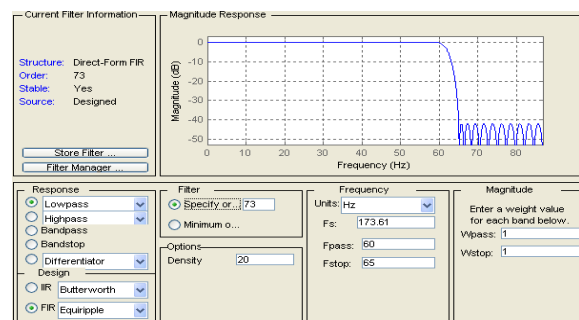 Current Filter Information
Structure: Direct-Form FIR
Order: 73
Stable: Yes
Source: Designed
Store Filter ...
Filter Manager ...
Magnitude Response
Magnitude (dB)
0
-10
-20
-30
-40
-50
0 10 20 30 40 50 60 70 80
Frequency (Hz)
Response
Lowpass
Highpass
Bandpass
Bandstop
Differentiator
Design
IIR Butterworth
FIR Equiripple
Filter
Specify or... 73
Minimum o...
Options
Density 20
Frequency
Units: Hz
Fs: 173.61
Fpass: 60
Fstop: 65
Magnitude
Enter a weight value
for each band below.
Wpass: 1
Wstop: 1